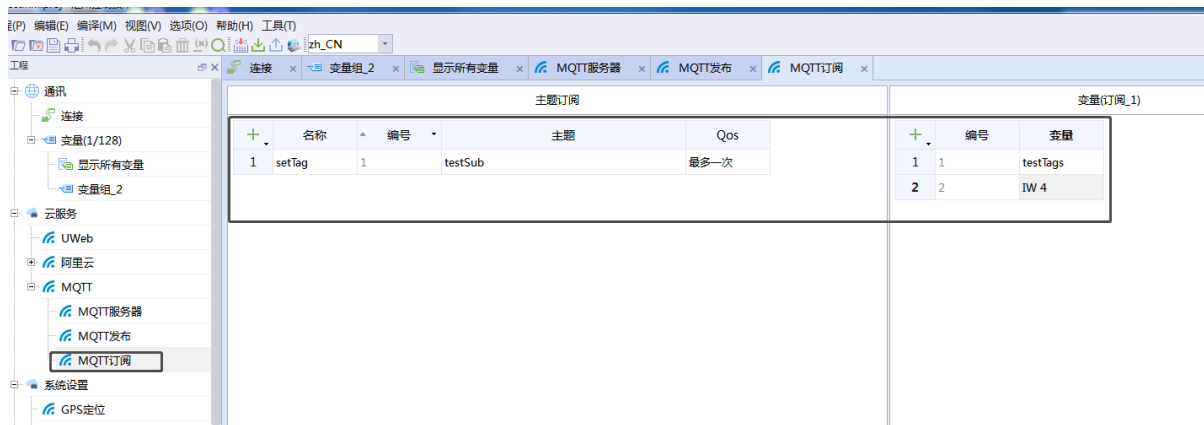 程(P) 编辑(E) 编译(M) 视图(V) 选项(O) 帮助(H) 工具(T)
zh_CN
工程
连接 变量组_2 显示所有变量 MQTT服务器 MQTT发布 MQTT订阅
通讯
连接
变量(1/128)
显示所有变量
变量组_2
云服务
UWeb
阿里云
MQTT
MQTT服务器
MQTT发布
MQTT订阅
系统设置
GPS定位
主题订阅
名称 编号 主题 Qos
1 setTag 1 testSub 最多一次
变量(订阅_1)
编号 变量
1 1 testTags
2 2 IW 4